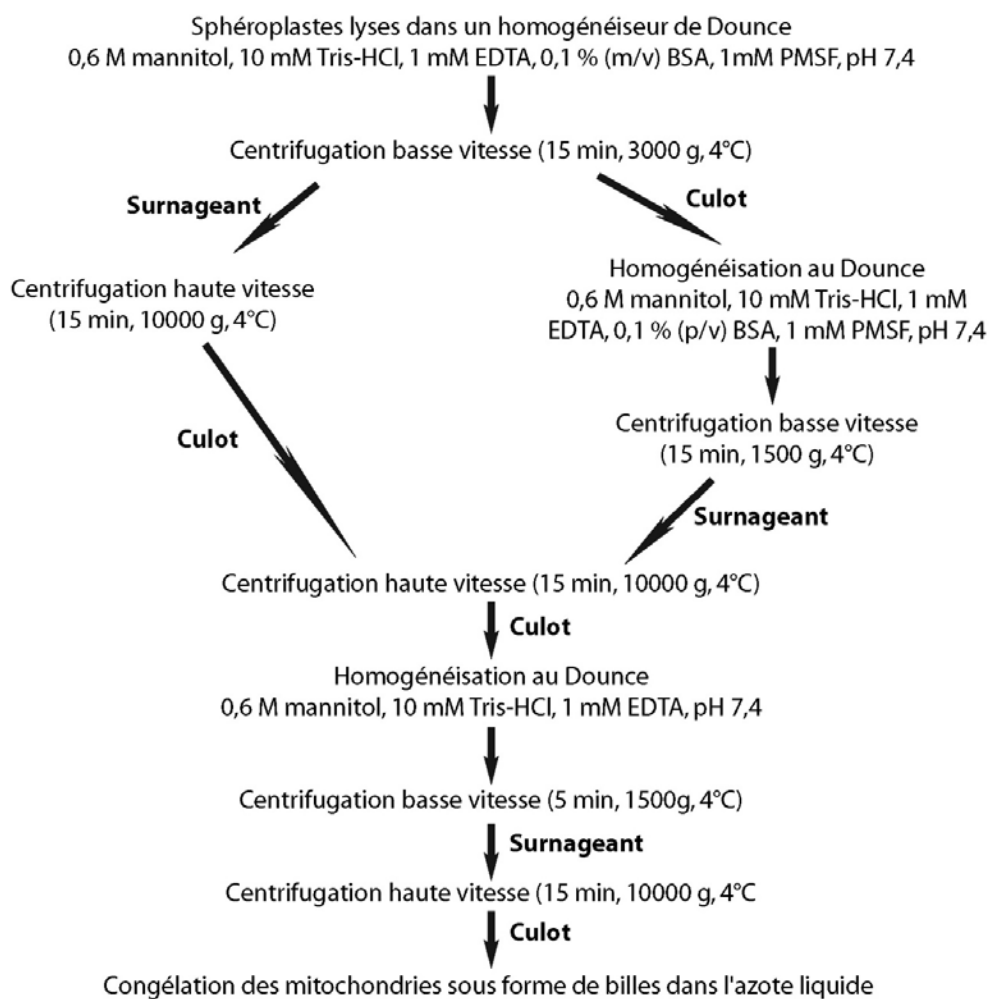 Sphéroplastes lyses dans un homogénéiseur de Dounce
0,6 M mannitol, 10 mM Tris-HCl, 1 mM EDTA, 0,1 % (m/v) BSA, 1mM PMSF, pH 7,4
Centrifugation basse vitesse (15 min, 3000 g, 4°C)
Surnageant
Culot
Centrifugation haute vitesse
(15 min, 10000 g, 4°C)
Homogénéisation au Dounce
0,6 M mannitol, 10 mM Tris-HCl, 1 mM
EDTA, 0,1 % (p/v) BSA, 1 mM PMSF, pH 7,4
Culot
Centrifugation basse vitesse
(15 min, 1500 g, 4°C)
Surnageant
Centrifugation haute vitesse (15 min, 10000 g, 4°C)
Culot
Homogénéisation au Dounce
0,6 M mannitol, 10 mM Tris-HCl, 1 mM EDTA, pH 7,4
Centrifugation basse vitesse (5 min, 1500g, 4°C)
Surnageant
Centrifugation haute vitesse (15 min, 10000 g, 4°C
Culot
Congélation des mitochondries sous forme de billes dans l'azote liquide